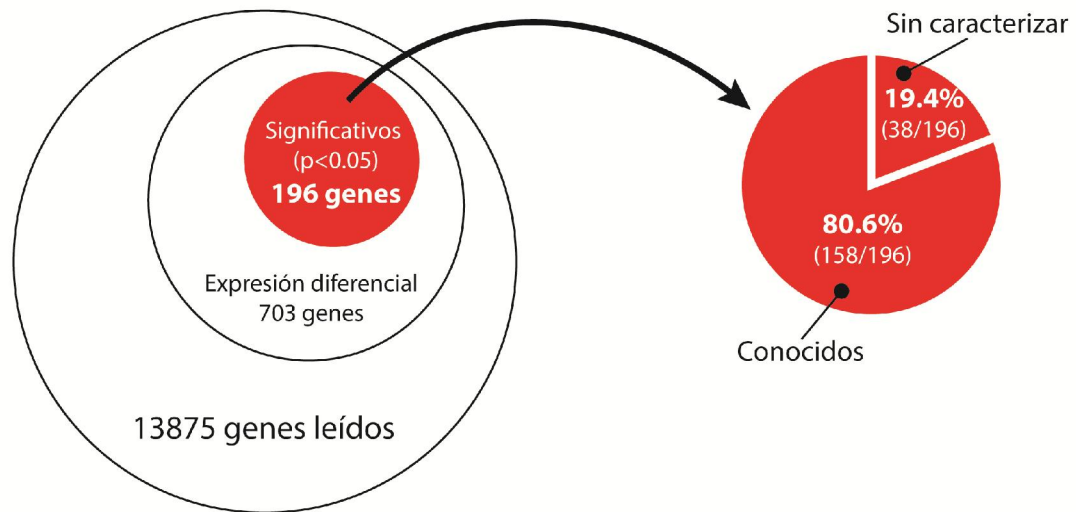 Significativos
(p<0.05)
196 genes
Expresión diferencial
703 genes
13875 genes leídos
Sin caracterizar
19.4%
(38/196)
80.6%
(158/196)
Conocidos